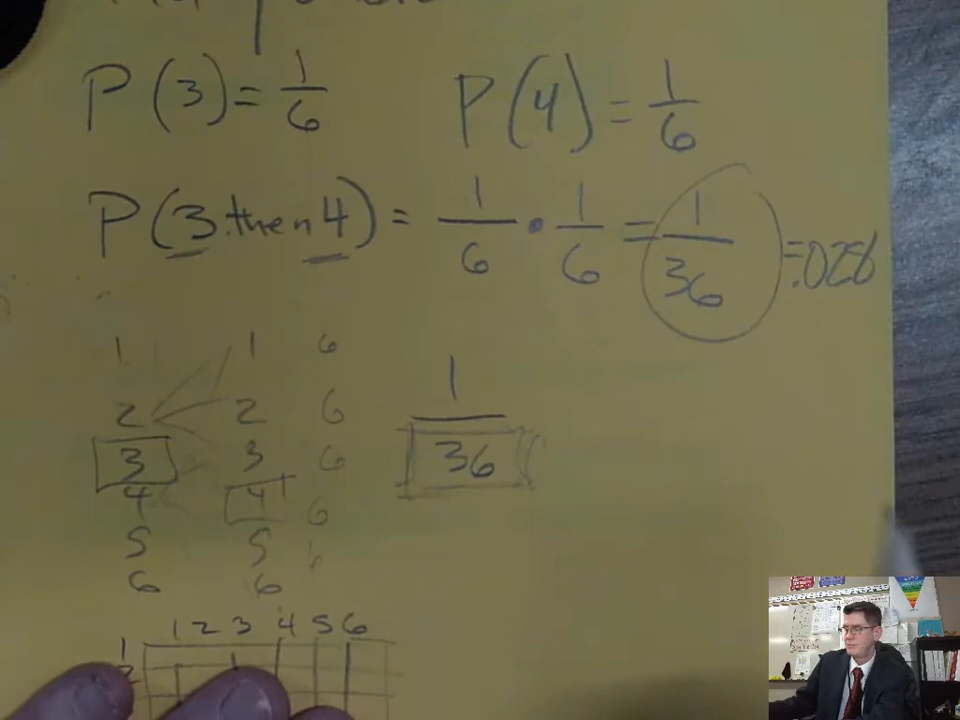 P(3) = 1/6
P(4) = 1/6
P(3 then 4) = 1/6 · 1/6 = 1/36 = .028
1 1 6
2 2 6
3 3 6
4 4 6
5 5 6
6 6
1/36
1 2 3 4 5 6
1